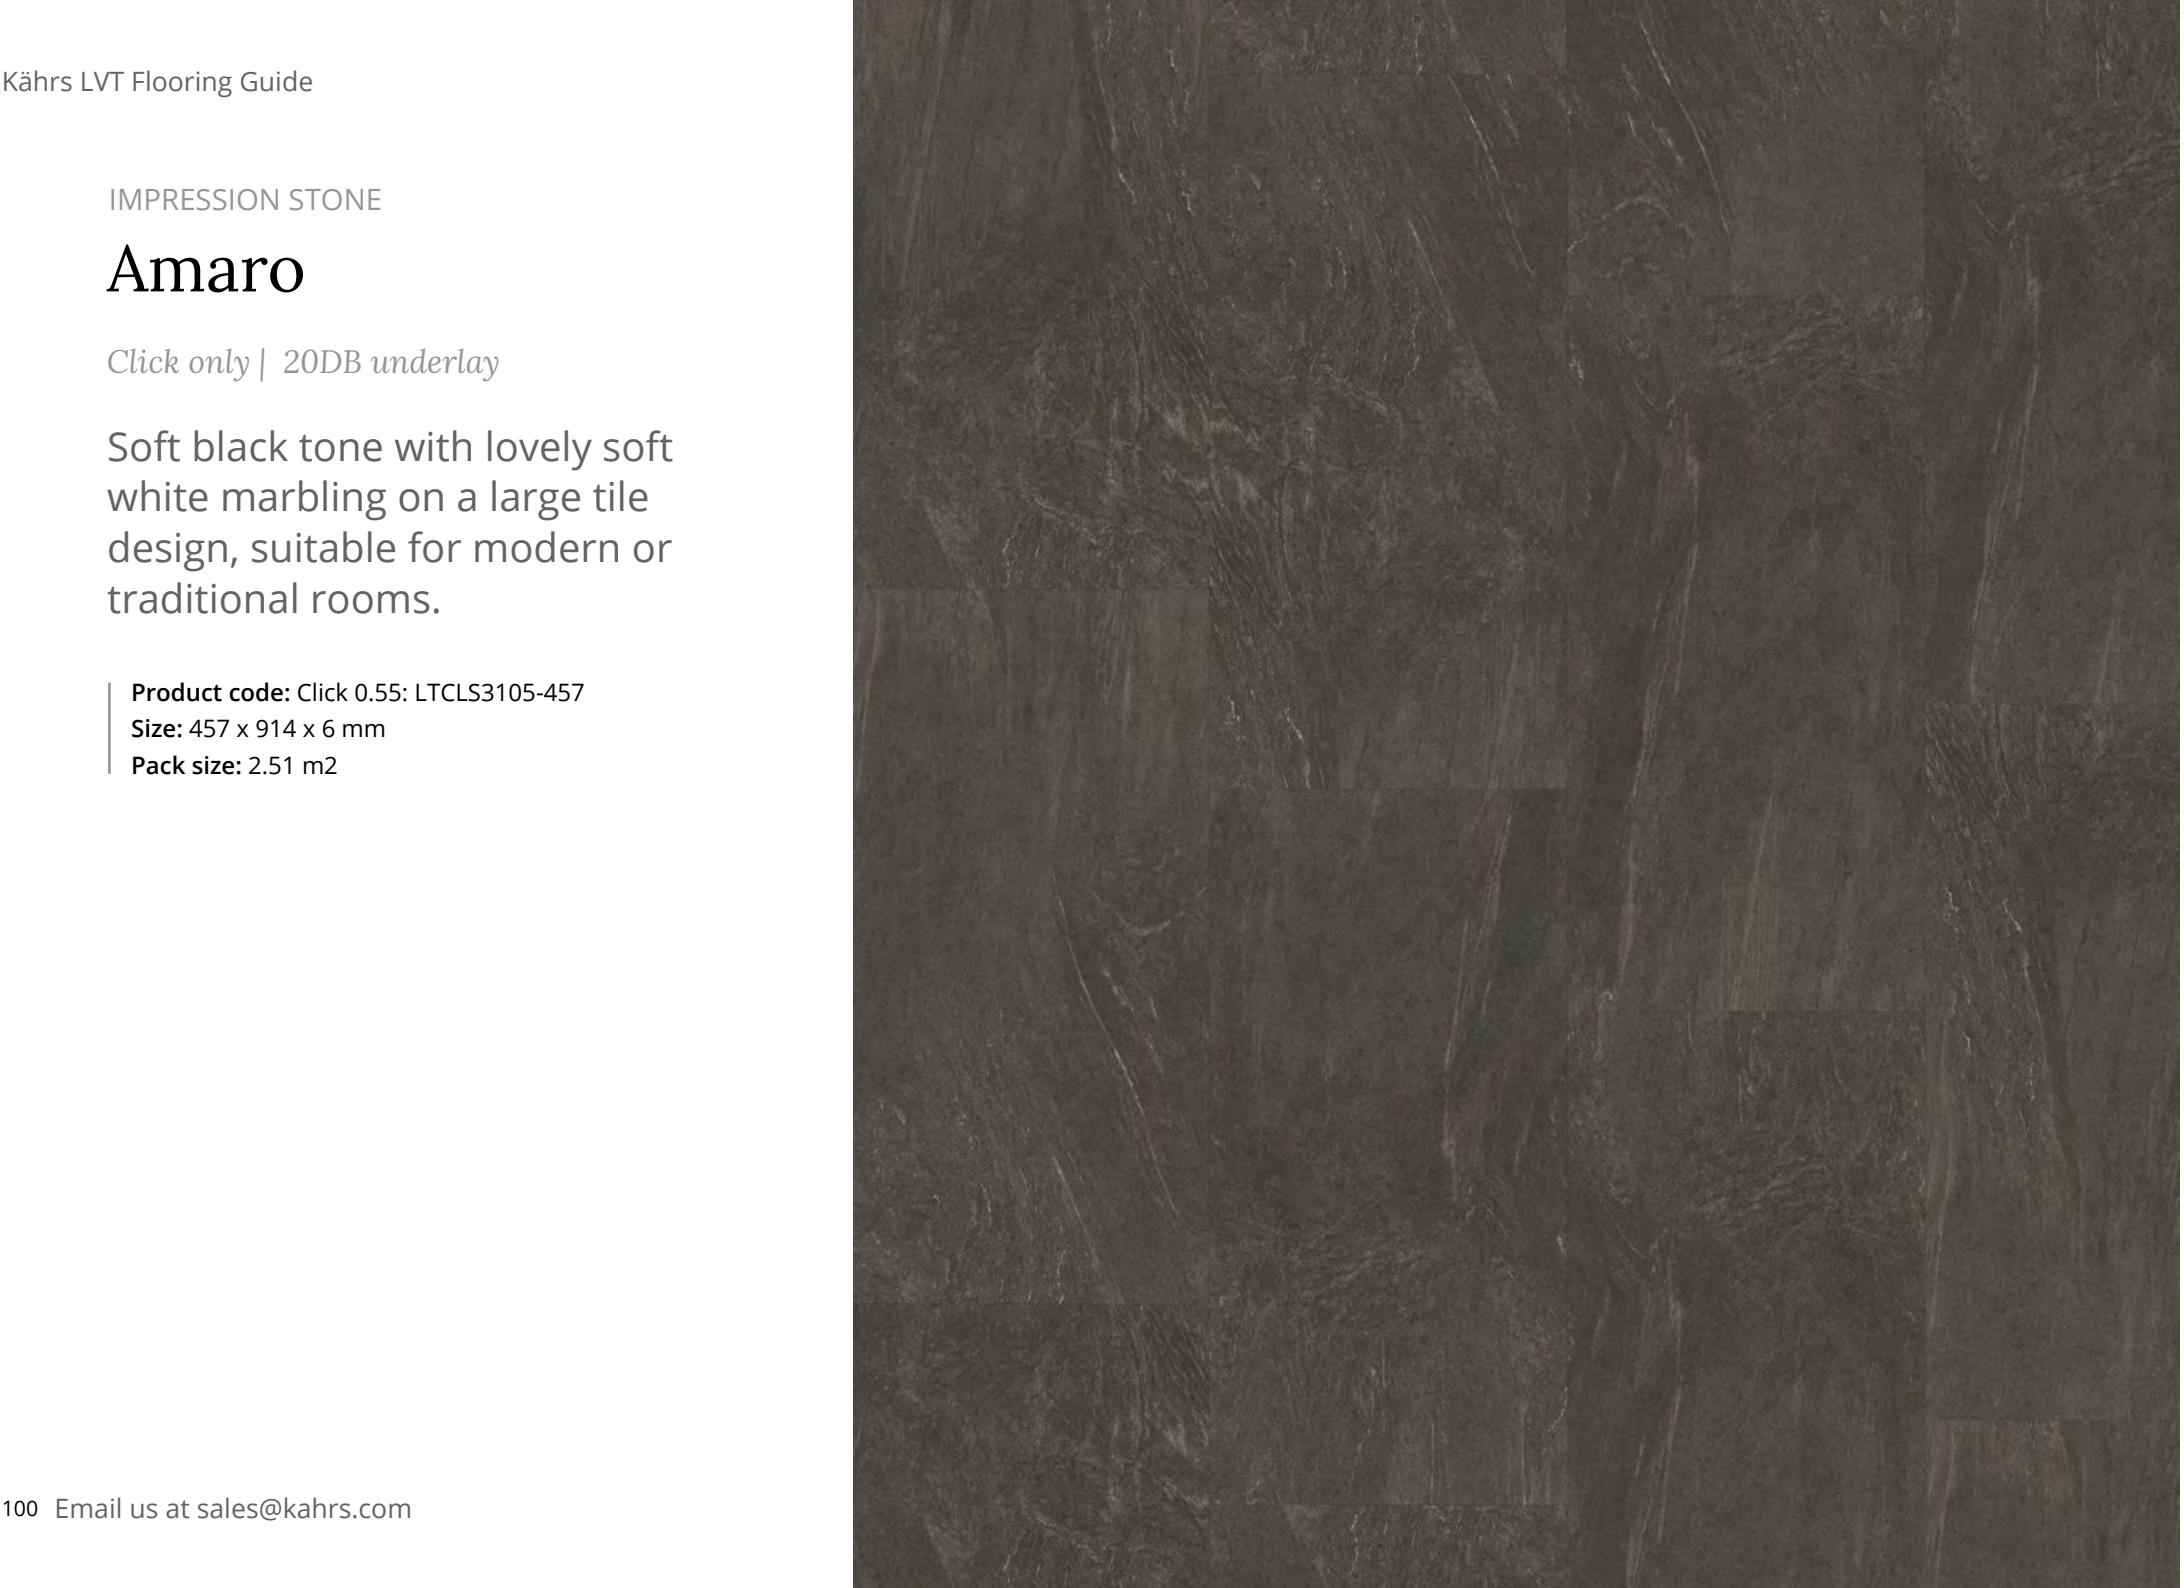 Kährs LVT Flooring Guide
IMPRESSION STONE
Amaro
Click only | 20DB underlay
Soft black tone with lovely soft
white marbling on a large tile
design, suitable for modern or
traditional rooms.
Product code: Click 0.55: LTCLS3105-457
Size: 457 x 914 x 6 mm
Pack size: 2.51 m2
100 Email us at sales@kahrs.com